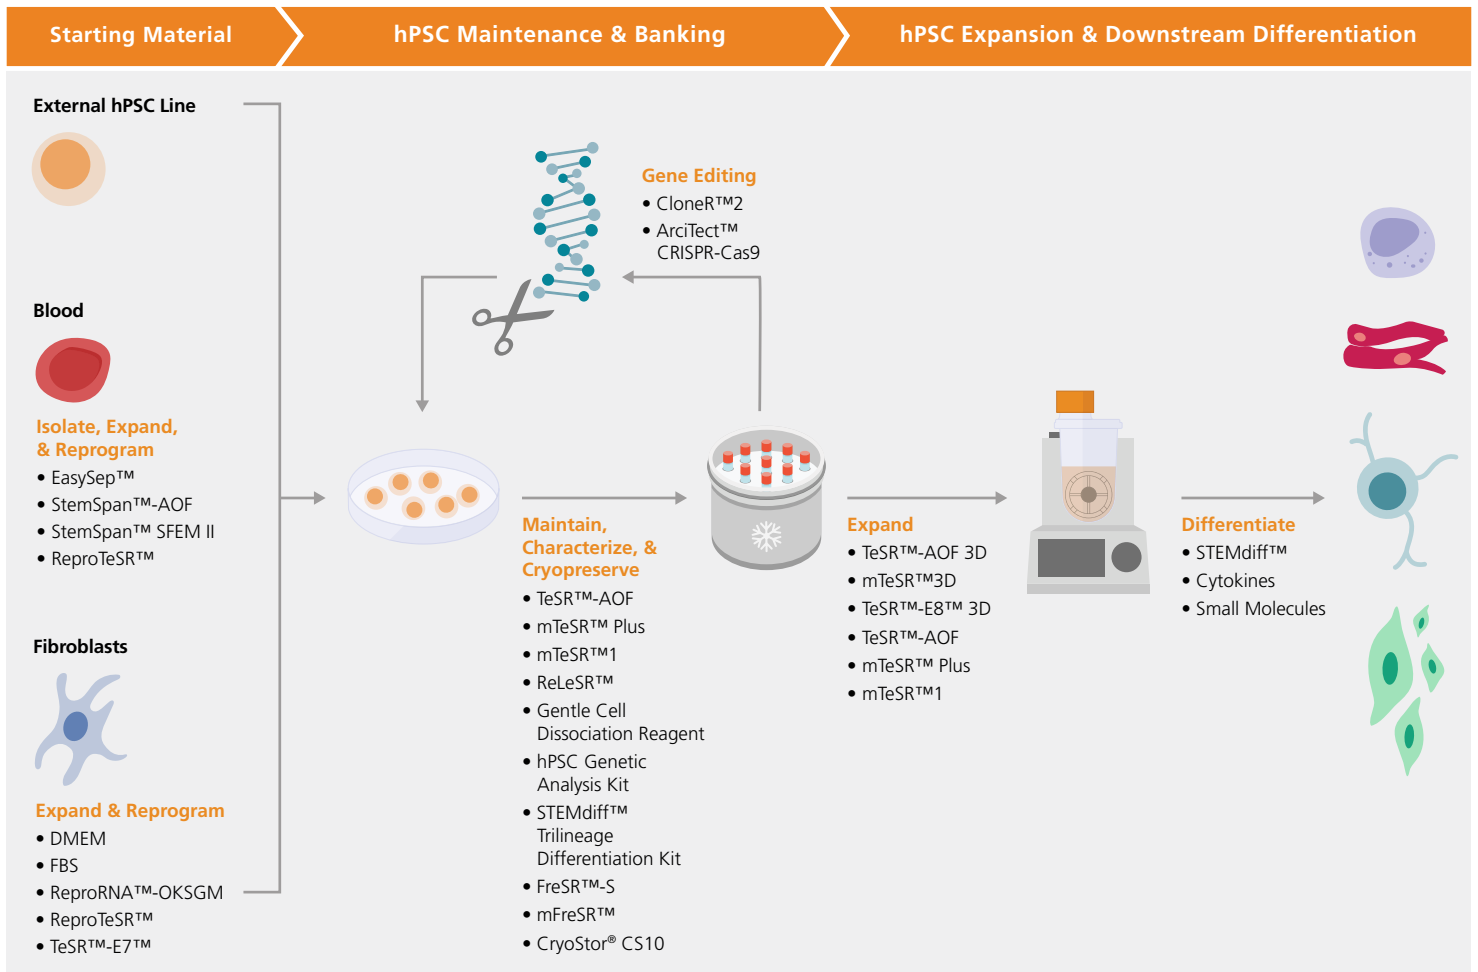 Starting Material
hPSC Maintenance & Banking
hPSC Expansion & Downstream Differentiation
External hPSC Line
Blood
Isolate, Expand,
& Reprogram
• EasySep™
• StemSpan™-AOF
• StemSpan™ SFEM II
• ReproTeSR™
Fibroblasts
Expand & Reprogram
• DMEM
• FBS
• ReproRNA™-OKSGM
• ReproTeSR™
• TeSR™-E7™
Gene Editing
• CloneR™2
• ArciTect™
CRISPR-Cas9
Maintain,
Characterize, &
Cryopreserve
• TeSR™-AOF
• mTeSR™ Plus
• mTeSR™1
• ReLeSR™
• Gentle Cell
Dissociation Reagent
• hPSC Genetic
Analysis Kit
• STEMdiff™
Trilineage
Differentiation Kit
• FreSR™-S
• mFreSR™
• CryoStor® CS10
Expand
• TeSR™-AOF 3D
• mTeSR™3D
• TeSR™-E8™ 3D
• TeSR™-AOF
• mTeSR™ Plus
• mTeSR™1
Differentiate
• STEMdiff™
• Cytokines
• Small Molecules